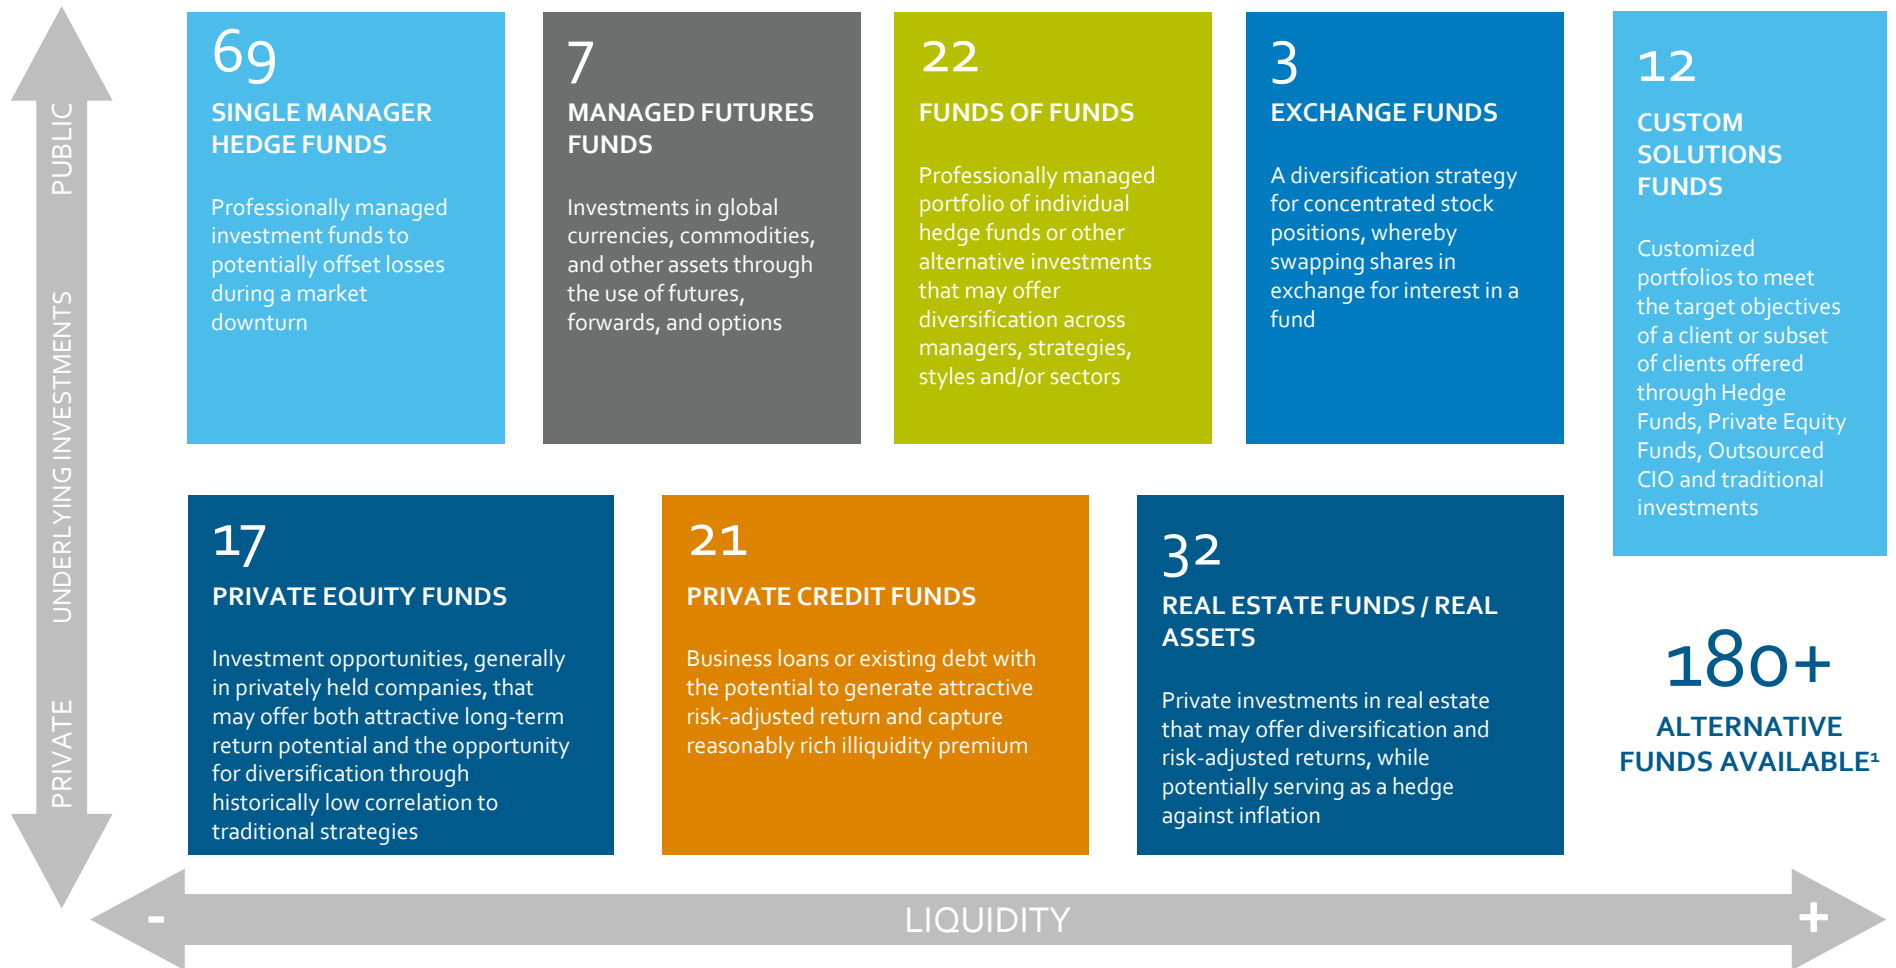 PUBLIC
UNDERLYING INVESTMENTS
PRIVATE
69
SINGLE MANAGER
HEDGE FUNDS
Professionally managed
investment funds to
potentially offset losses
during a market
downturn
7
MANAGED FUTURES
FUNDS
Investments in global
currencies, commodities,
and other assets through
the use of futures,
forwards, and options
22
FUNDS OF FUNDS
Professionally managed
portfolio of individual
hedge funds or other
alternative investments
that may offer
diversification across
managers, strategies,
styles and/or sectors
3
EXCHANGE FUNDS
A diversification strategy
for concentrated stock
positions, whereby
swapping shares in
exchange for interest in a
fund
12
CUSTOM
SOLUTIONS
FUNDS
Customized
portfolios to meet
the target objectives
of a client or subset
of clients offered
through Hedge
Funds, Private Equity
Funds, Outsourced
CIO and traditional
investments
17
PRIVATE EQUITY FUNDS
Investment opportunities, generally
in privately held companies, that
may offer both attractive long-term
return potential and the opportunity
for diversification through
historically low correlation to
traditional strategies
21
PRIVATE CREDIT FUNDS
Business loans or existing debt with
the potential to generate attractive
risk-adjusted return and capture
reasonably rich illiquidity premium
32
REAL ESTATE FUNDS / REAL
ASSETS
Private investments in real estate
that may offer diversification and
risk-adjusted returns, while
potentially serving as a hedge
against inflation
180+
ALTERNATIVE
FUNDS AVAILABLE¹
- LIQUIDITY +